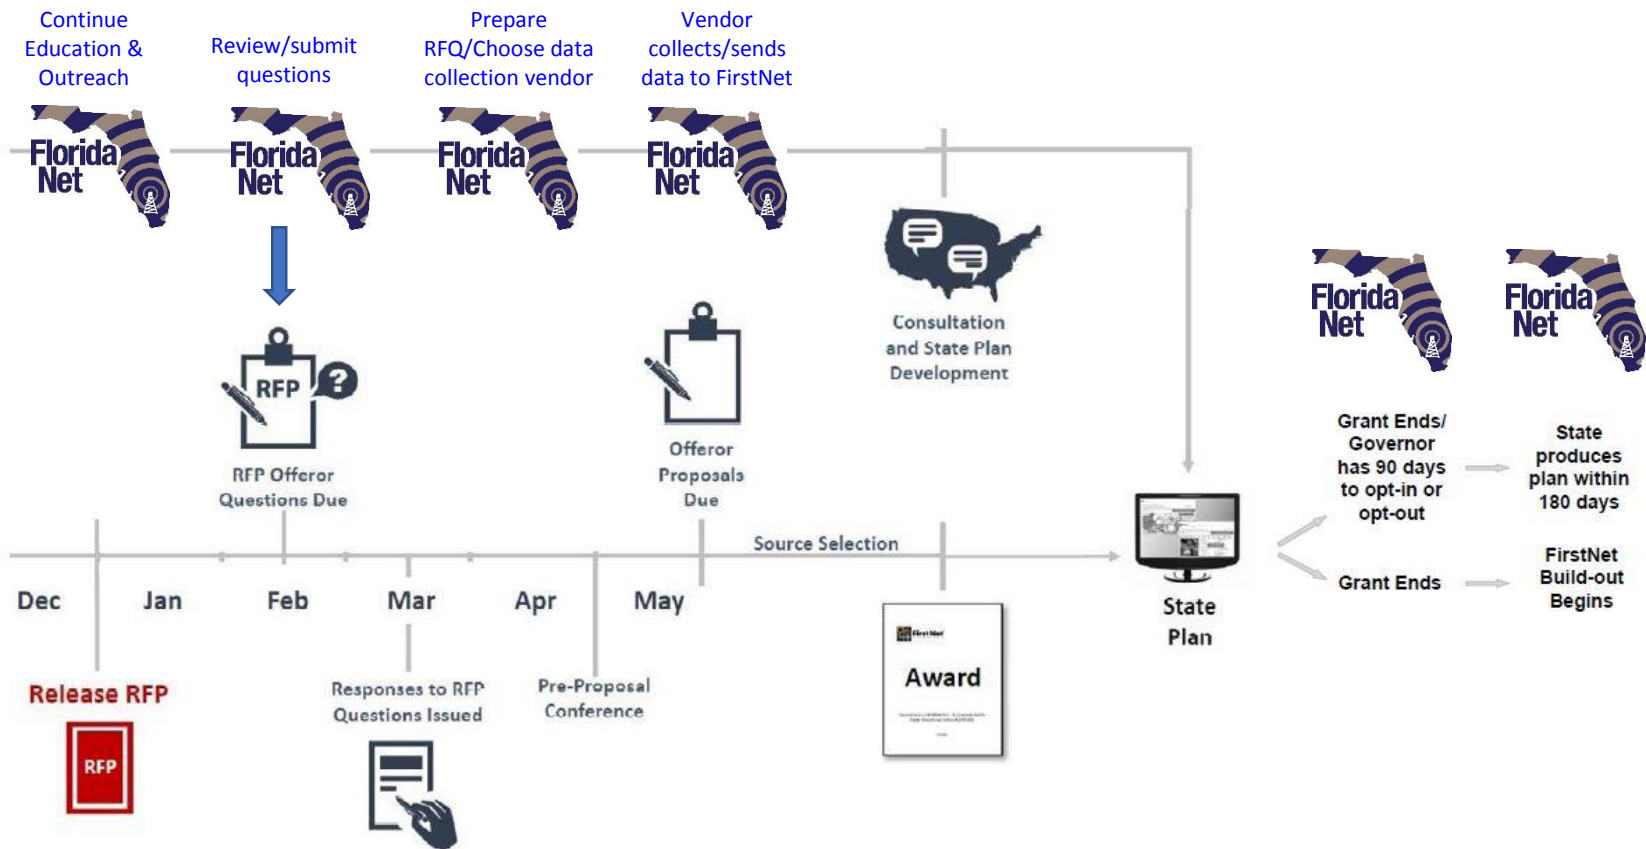 Continue
Education &
Outreach
Review/submit
questions
Prepare
RFQ/Choose data
collection vendor
Vendor
collects/sends
data to FirstNet
Florida
Net
Florida
Net
Florida
Net
Florida
Net
Consultation
and State Plan
Development
Florida
Net
Florida
Net
RFP
?
RFP Offeror
Questions Due
Offeror
Proposals
Due
Grant Ends/
Governor
has 90 days
to opt-in or
opt-out
State
produces
plan within
180 days
Source Selection
Dec
Jan
Feb
Mar
Apr
May
State
Plan
Grant Ends
FirstNet
Build-out
Begins
Release RFP
RFP
Responses to RFP
Questions Issued
Pre-Proposal
Conference
FirstNet
Award